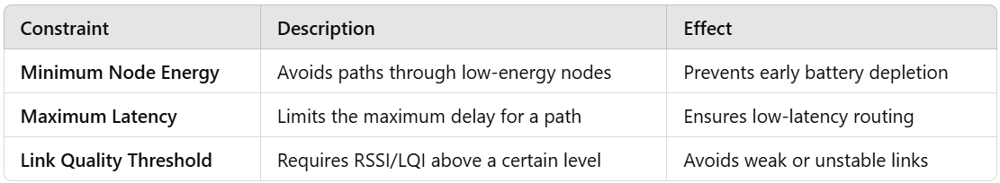 Constraint Description Effect
Minimum Node Energy Avoids paths through low-energy nodes Prevents early battery depletion
Maximum Latency Limits the maximum delay for a path Ensures low-latency routing
Link Quality Threshold Requires RSSI/LQI above a certain level Avoids weak or unstable links